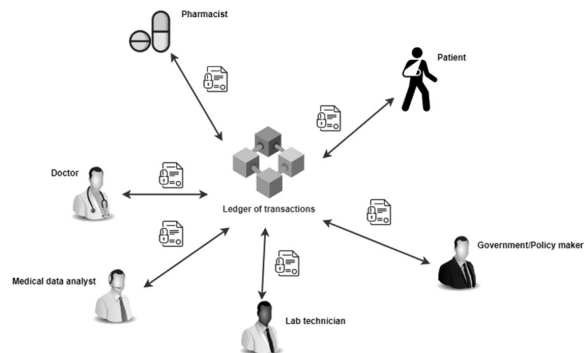 Pharmacist
Patient
Doctor
Ledger of transactions
Government/Policy maker
Medical data analyst
Lab technician